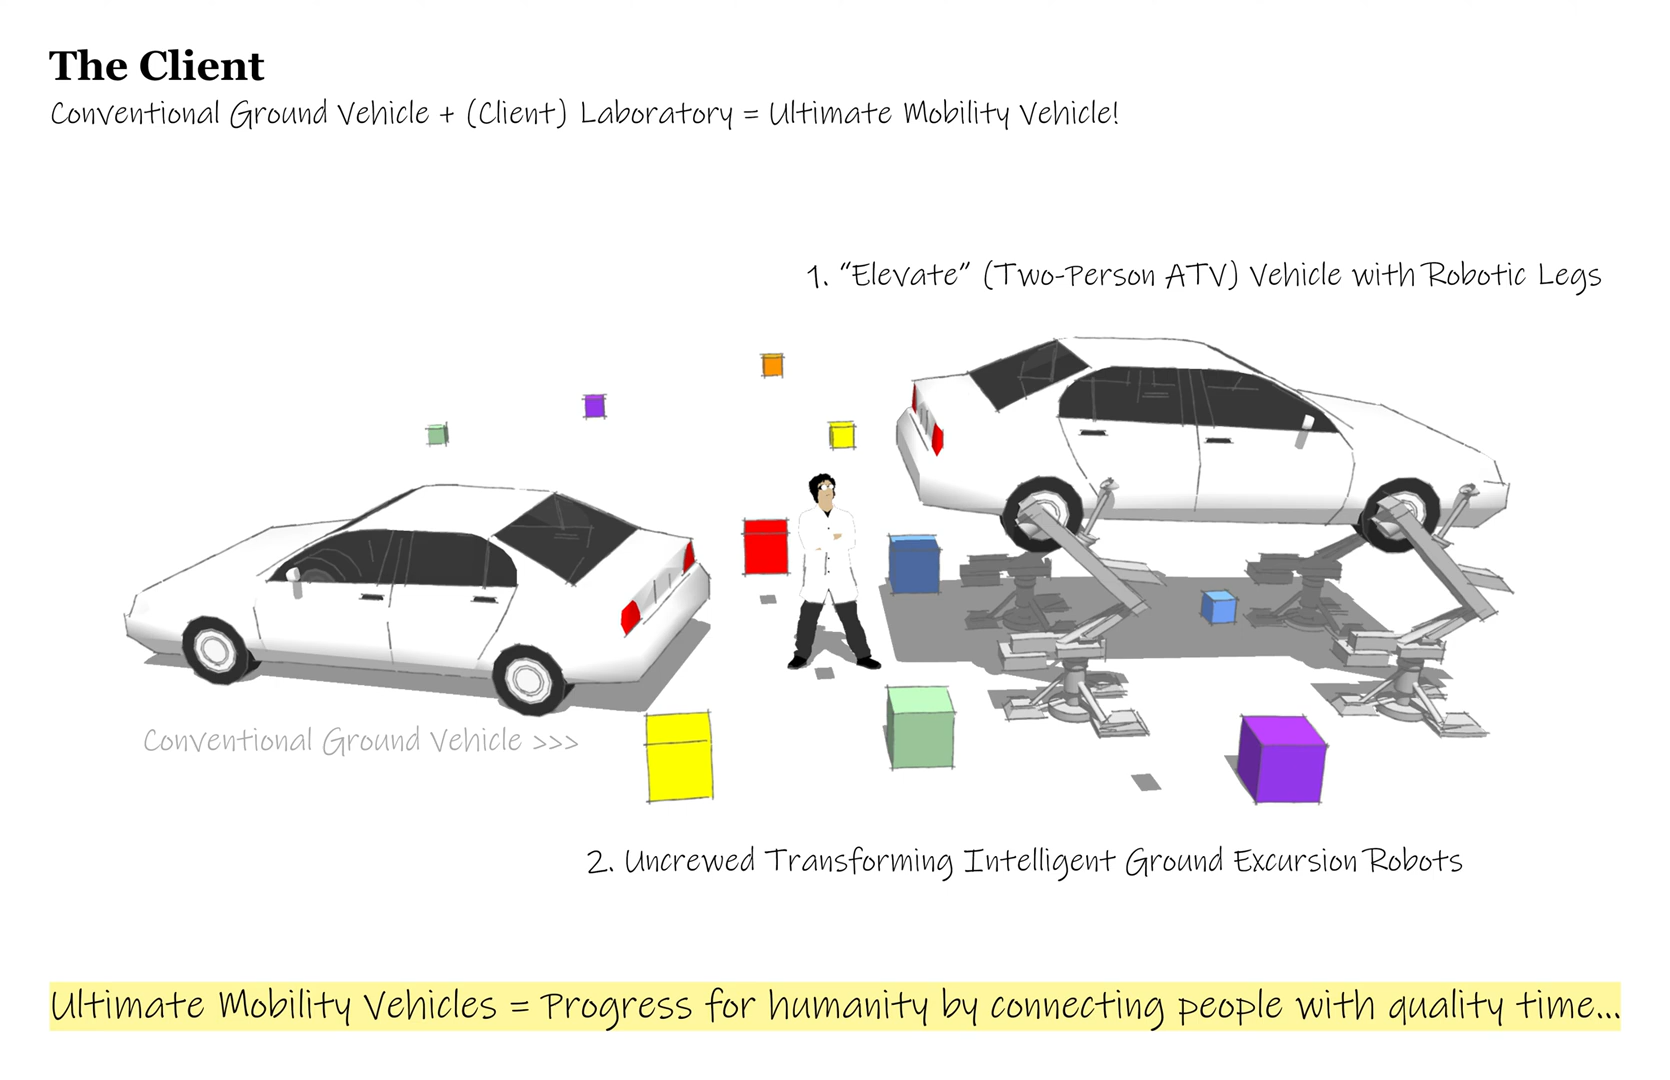 The Client
Conventional Ground Vehicle + (Client) Laboratory = Ultimate Mobility Vehicle!
1. “Elevate” (Two-Person ATV) Vehicle with Robotic Legs
Conventional Ground Vehicle >>>
2. Uncrewed Transforming Intelligent Ground Excursion Robots
Ultimate Mobility Vehicles = Progress for humanity by connecting people with quality time...